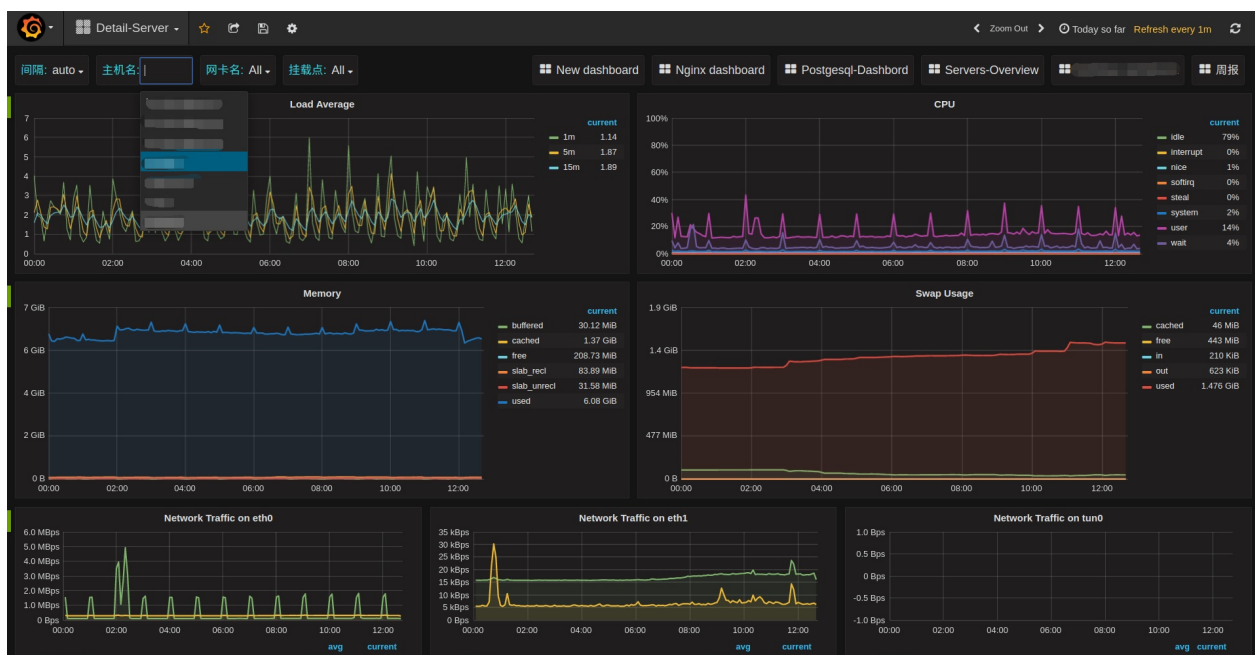 Detail-Server
Zoom Out Today so far Refresh every 1m
间隔: auto 主机名: 网卡名: All 挂载点: All New dashboard Nginx dashboard Postgesql-Dashbord Servers-Overview 周报
Load Average
7
6
5
4
3
2
1
0
00:00 02:00 04:00 06:00 08:00 10:00 12:00
current
1m 1.14
5m 1.87
15m 1.89
CPU
100%
80%
60%
40%
20%
0%
00:00 02:00 04:00 06:00 08:00 10:00 12:00
current
idle 79%
interrupt 0%
nice 1%
softirq 0%
steal 0%
system 2%
user 14%
wait 4%
Memory
7 GiB
6 GiB
4 GiB
2 GiB
0 B
00:00 02:00 04:00 06:00 08:00 10:00 12:00
current
buffered 30.12 MiB
cached 1.37 GiB
free 208.73 MiB
slab_recl 83.89 MiB
slab_unrecl 31.58 MiB
used 6.08 GiB
Swap Usage
1.9 GiB
1.4 GiB
954 MiB
477 MiB
0 B
00:00 02:00 04:00 06:00 08:00 10:00 12:00
current
cached 46 MiB
free 443 MiB
in 210 KiB
out 623 KiB
used 1.476 GiB
Network Traffic on eth0
6.0 MBps
5.0 MBps
4.0 MBps
3.0 MBps
2.0 MBps
1.0 MBps
0 Bps
00:00 02:00 04:00 06:00 08:00 10:00 12:00
avg current
Network Traffic on eth1
35 kBps
30 kBps
25 kBps
20 kBps
15 kBps
10 kBps
5 kBps
0 Bps
00:00 02:00 04:00 06:00 08:00 10:00 12:00
avg current
Network Traffic on tun0
1.0 Bps
0.5 Bps
0 Bps
-0.5 Bps
-1.0 Bps
00:00 02:00 04:00 06:00 08:00 10:00 12:00
avg current